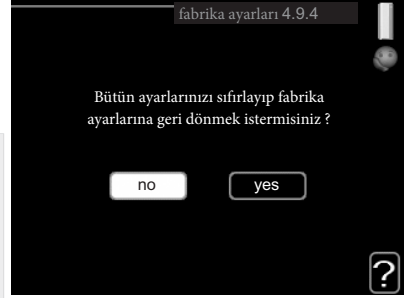 fabrika ayarları 4.9.4
Bütün ayarlarınızı sıfırlayıp fabrika
ayarlarına geri dönmek istermisiniz ?
no
yes
?